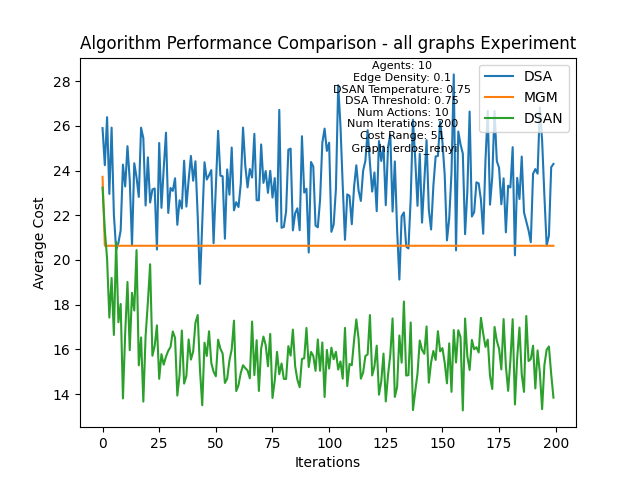 Algorithm Performance Comparison - all graphs Experiment
Agents: 10
Edge Density: 0.1
DSAN Temperature: 0.75
DSA Threshold: 0.75
Num Actions: 10
Num Iterations: 200
Cost Range: 51
Graph: erdos_renyi
DSA
MGM
DSAN
28
26
24
22
20
18
16
14
Average Cost
0
25
50
75
100
125
150
175
200
Iterations